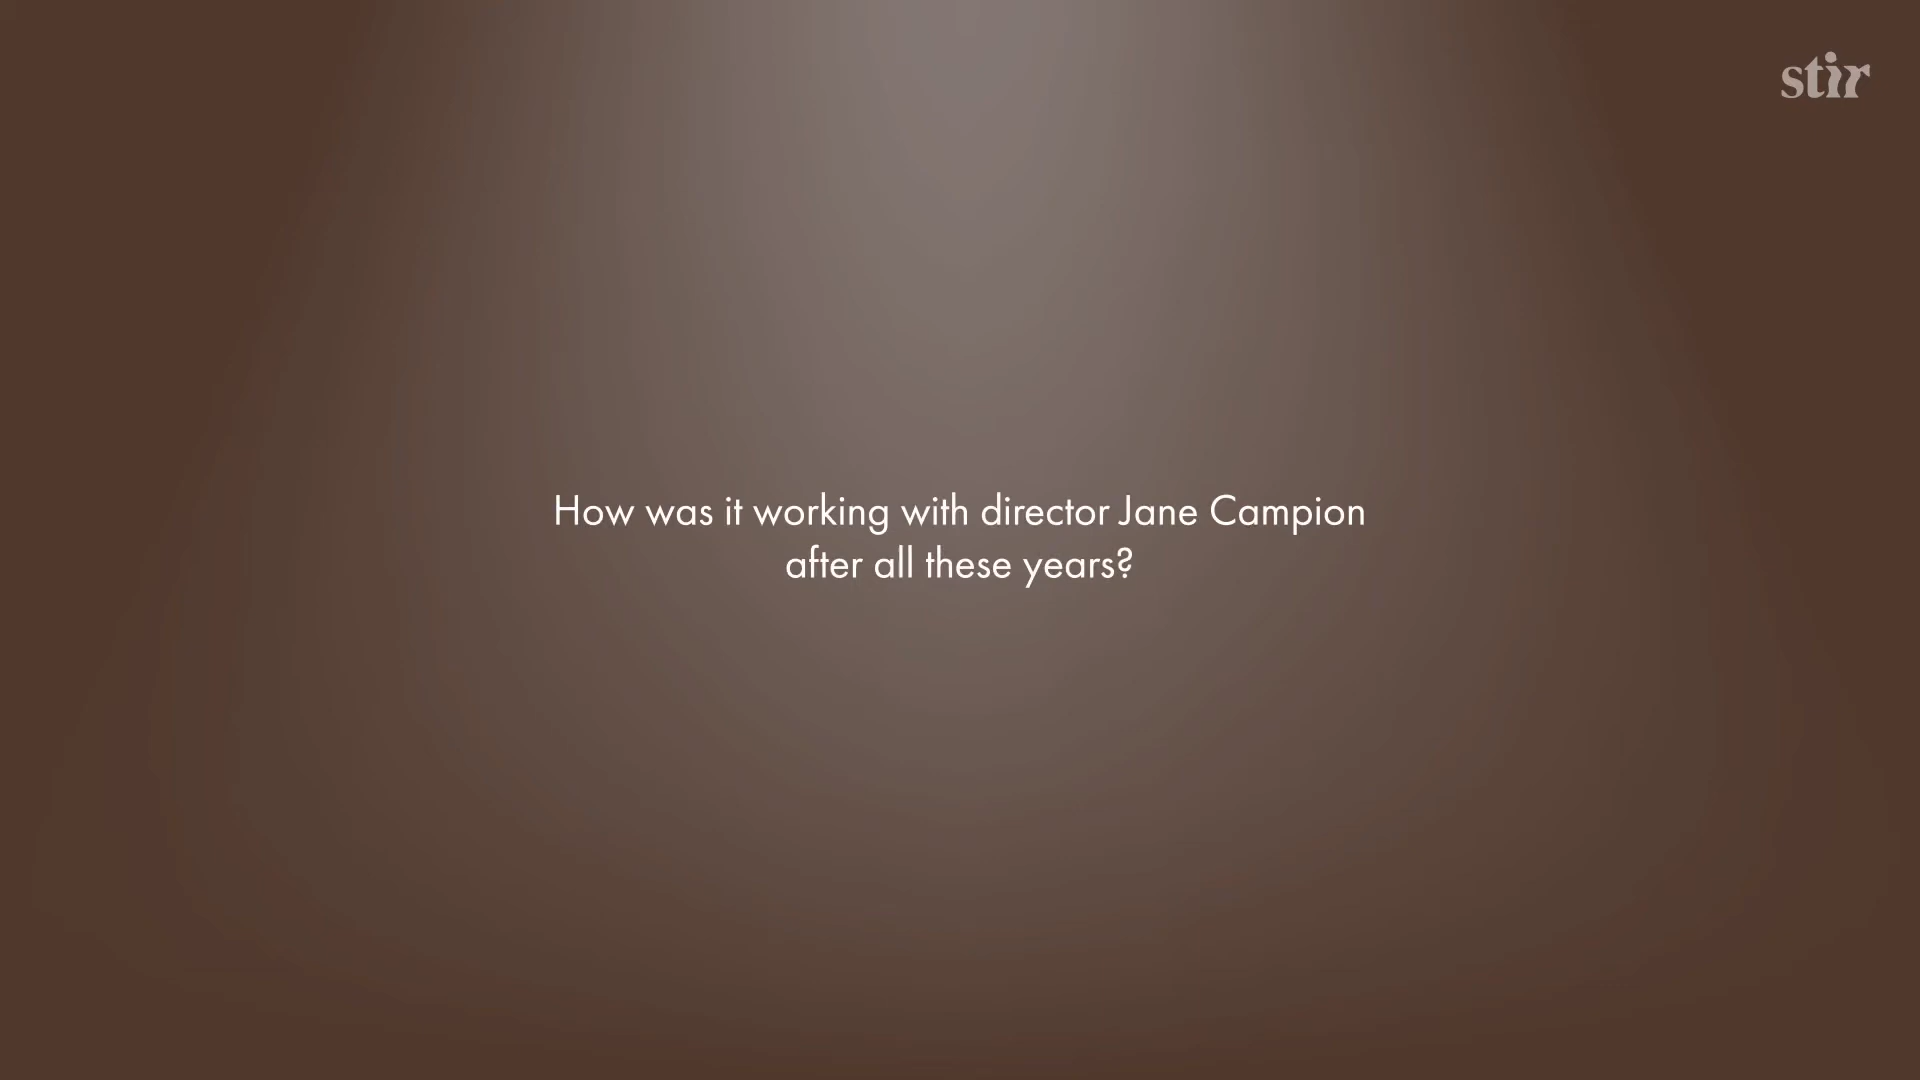 stir
How was it working with director Jane Campion
after all these years?